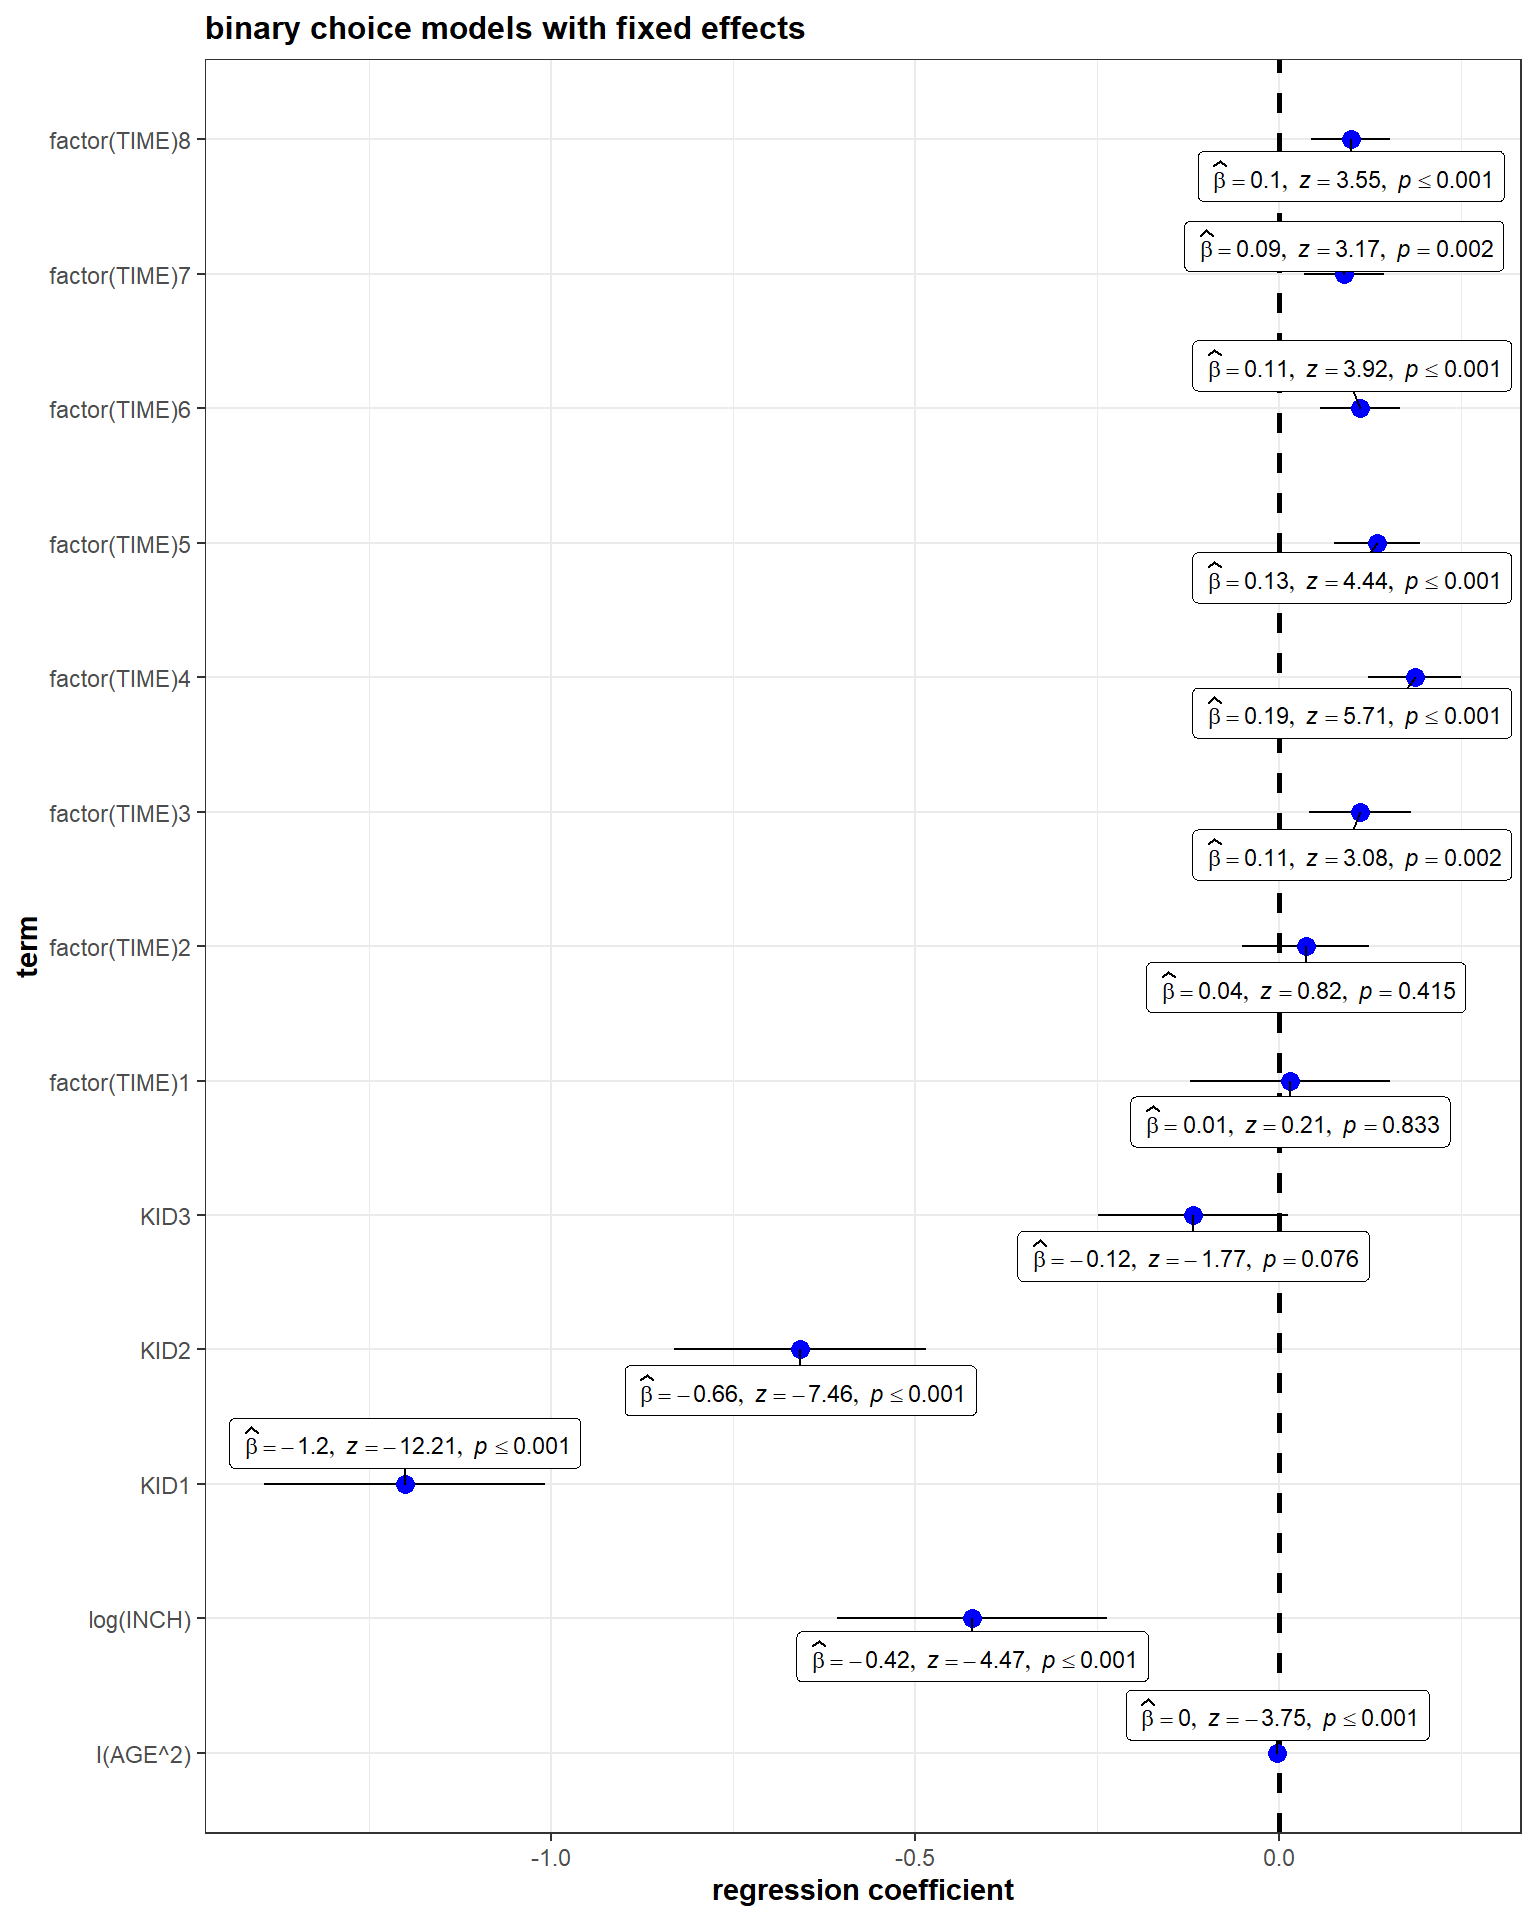 binary choice models with fixed effects
factor(TIME)8
β̂ = 0.1, z = 3.55, p ≤ 0.001
β̂ = 0.09, z = 3.17, p = 0.002
factor(TIME)7
β̂ = 0.11, z = 3.92, p ≤ 0.001
factor(TIME)6
factor(TIME)5
β̂ = 0.13, z = 4.44, p ≤ 0.001
factor(TIME)4
β̂ = 0.19, z = 5.71, p ≤ 0.001
factor(TIME)3
β̂ = 0.11, z = 3.08, p = 0.002
term
factor(TIME)2
β̂ = 0.04, z = 0.82, p = 0.415
factor(TIME)1
β̂ = 0.01, z = 0.21, p = 0.833
KID3
β̂ = −0.12, z = −1.77, p = 0.076
KID2
β̂ = −0.66, z = −7.46, p ≤ 0.001
β̂ = −1.2, z = −12.21, p ≤ 0.001
KID1
log(INCH)
β̂ = −0.42, z = −4.47, p ≤ 0.001
β̂ = 0, z = −3.75, p ≤ 0.001
I(AGE^2)
-1.0 -0.5 0.0
regression coefficient